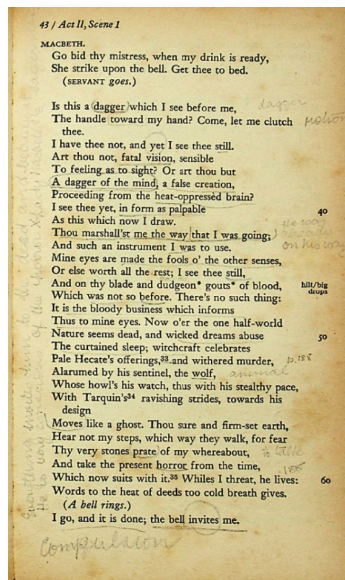 43 / Act II, Scene 1
MACBETH.
Go bid thy mistress, when my drink is ready,
She strike upon the bell. Get thee to bed.
(SERVANT goes.)
Is this a dagger which I see before me, dagger
The handle toward my hand? Come, let me clutch motion
thee.
I have thee not, and yet I see thee still.
Art thou not, fatal vision, sensible
To feeling as to sight? Or art thou but
A dagger of the mind, a false creation,
Proceeding from the heat-oppressèd brain?
I see thee yet, in form as palpable 40
As this which now I draw.
Thou marshall'st me the way that I was going;
And such an instrument I was to use.
Mine eyes are made the fools o' the other senses,
Or else worth all the rest; I see thee still,
And on thy blade and dudgeon* gouts* of blood, hilt/big
drops
Which was not so before. There's no such thing:
It is the bloody business which informs
Thus to mine eyes. Now o'er the one half-world
Nature seems dead, and wicked dreams abuse 50
The curtained sleep; witchcraft celebrates
Pale Hecate's offerings,³³ and withered murder, p. 188
Alarumed by his sentinel, the wolf, animal
Whose howl's his watch, thus with his stealthy pace,
With Tarquin's³⁴ ravishing strides, towards his
design
Moves like a ghost. Thou sure and firm-set earth,
Hear not my steps, which way they walk, for fear
Thy very stones prate of my whereabout,
And take the present horror from the time,
Which now suits with it.³⁵ Whiles I threat, he lives: 60
Words to the heat of deeds too cold breath gives.
(A bell rings.)
I go, and it is done; the bell invites me.